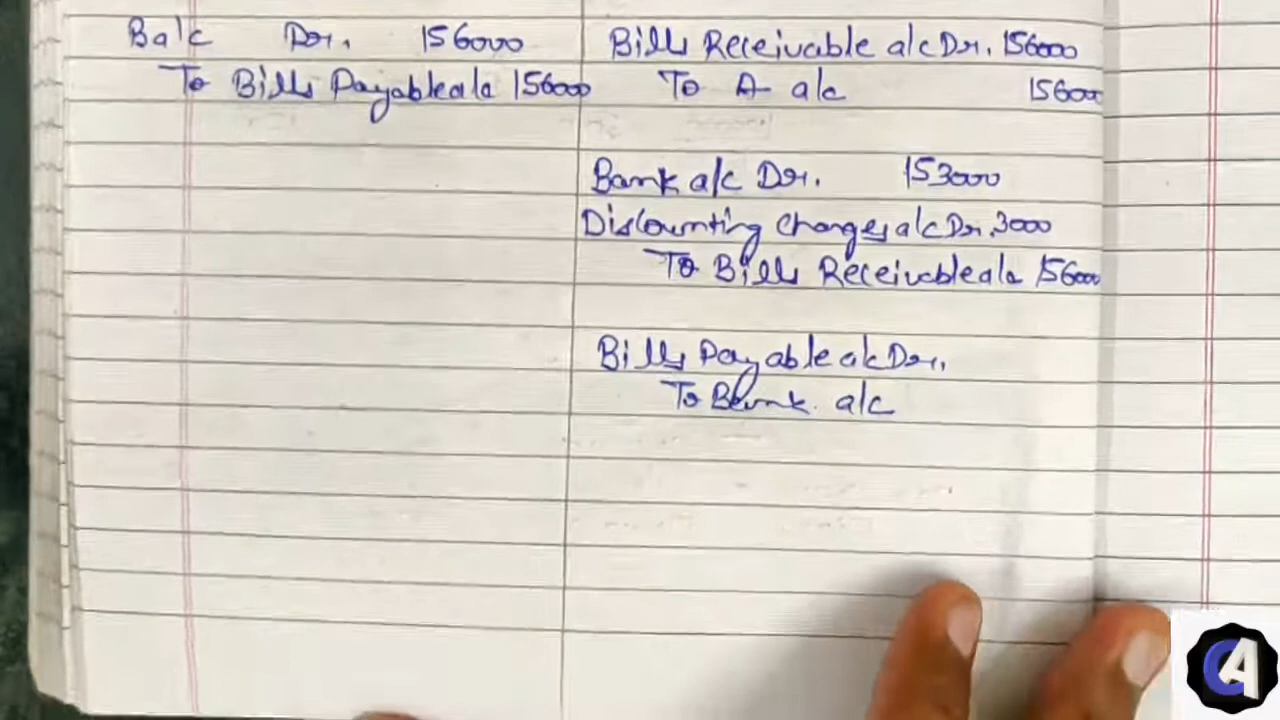 B a/c Dr. 156000
To Bills Payable a/c 156000
Bills Receivable a/c Dr. 156000
To A a/c 156000
Bank a/c Dr. 153000
Discounting Charges a/c Dr. 3000
To Bills Receivable a/c 156000
Bills Payable a/c Dr.
To Bank a/c
CA